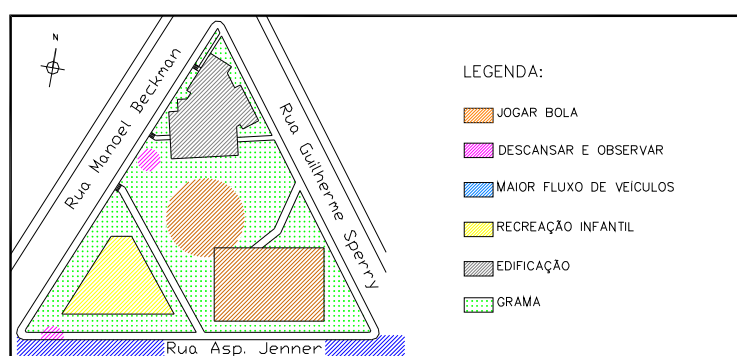 N
Rua Manoel Beckman
Rua Guilherme Sperry
Rua Asp. Jenner
LEGENDA:
JOGAR BOLA
DESCANSAR E OBSERVAR
MAIOR FLUXO DE VEÍCULOS
RECREAÇÃO INFANTIL
EDIFICAÇÃO
GRAMA